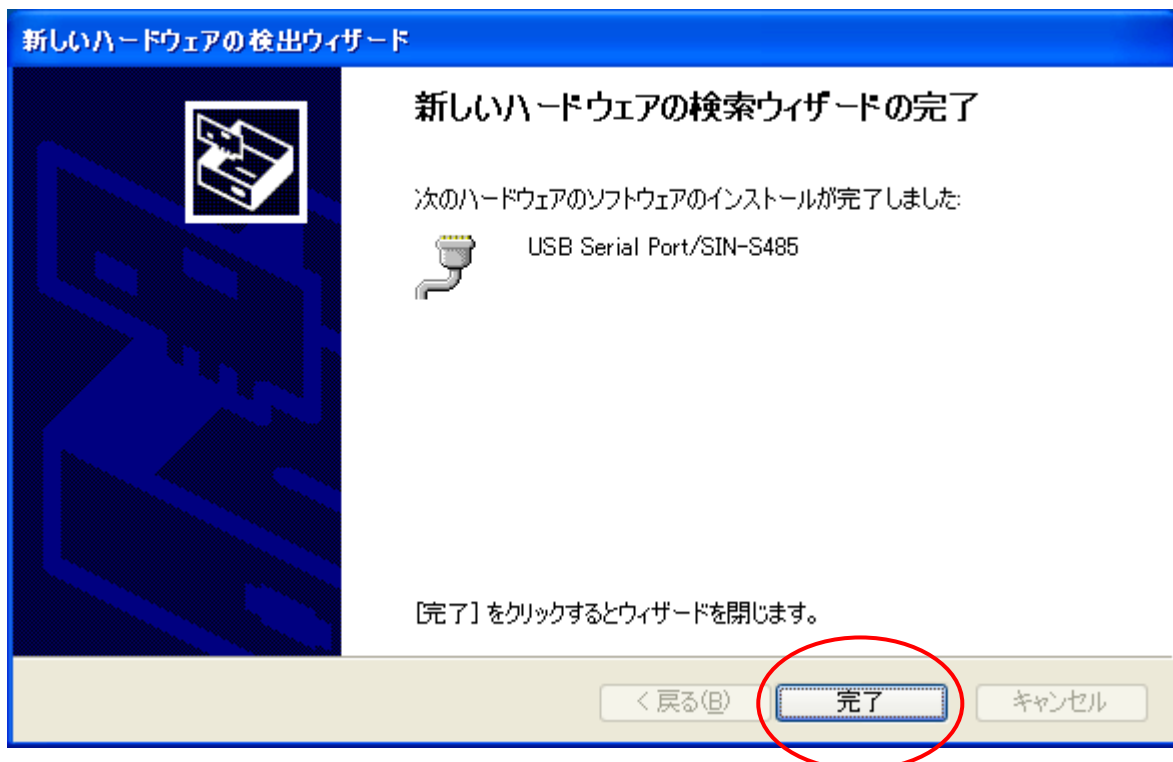 新しいハードウェアの検出ウィザード
新しいハードウェアの検索ウィザードの完了
次のハードウェアのソフトウェアのインストールが完了しました:
USB Serial Port/SIN-S485
[完了] をクリックするとウィザードを閉じます。
< 戻る(B)
完了
キャンセル